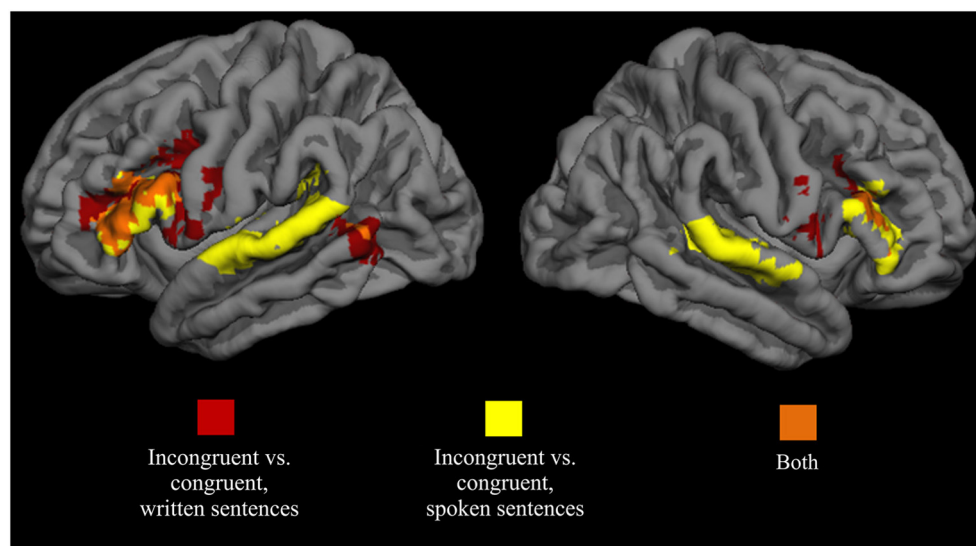 Incongruent vs.
congruent,
written sentences
Incongruent vs.
congruent,
spoken sentences
Both